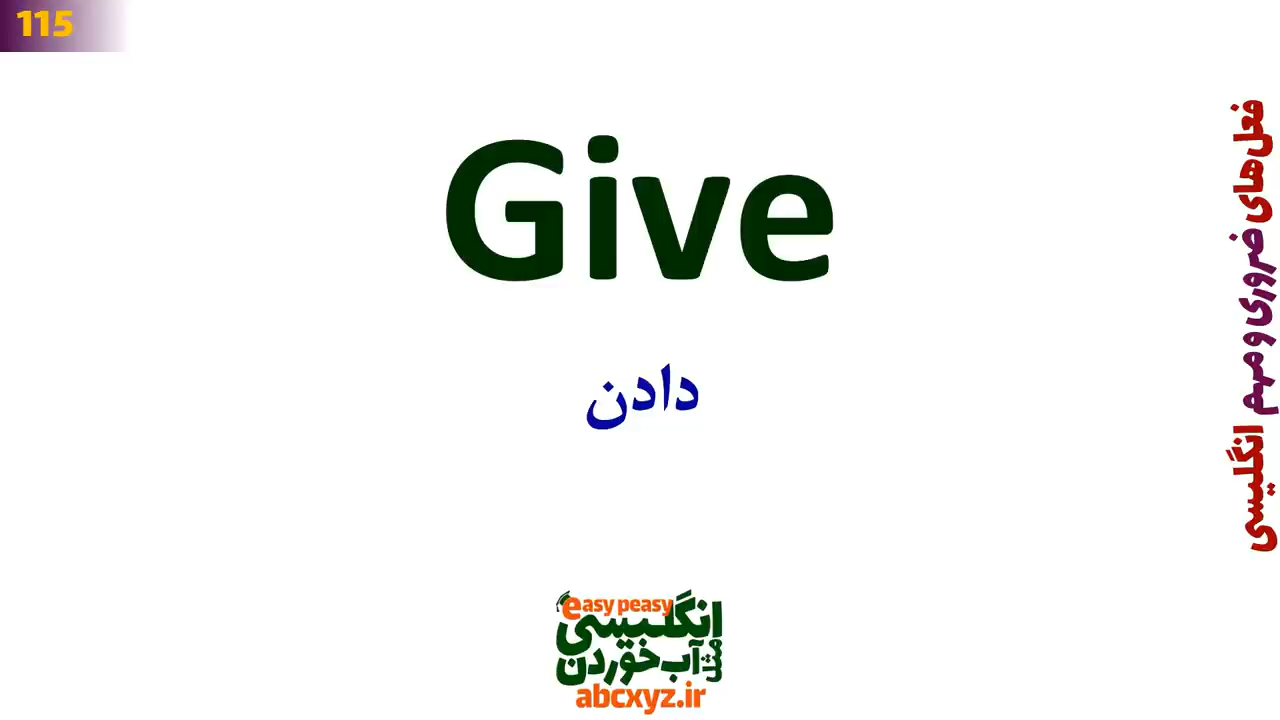 115
Give
دادن
فعل‌های ضروری و مهم انگلیسی
easy peasy
انگلیسی
مثل
آب خوردن
abcxyz.ir